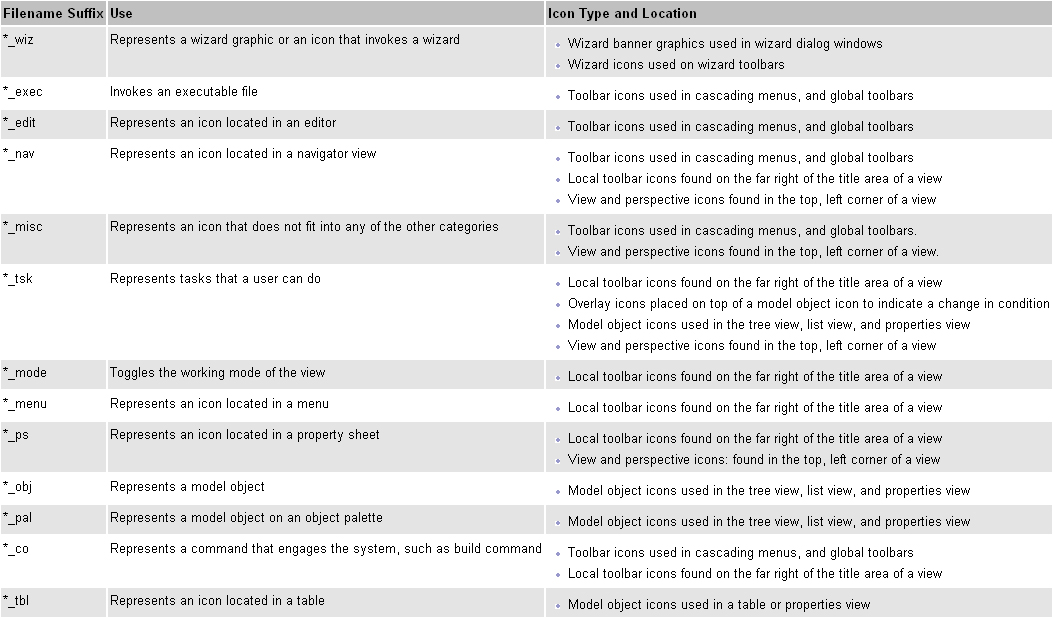 Filename Suffix Use Icon Type and Location
*_wiz Represents a wizard graphic or an icon that invokes a wizard
Wizard banner graphics used in wizard dialog windows
Wizard icons used on wizard toolbars
*_exec Invokes an executable file
Toolbar icons used in cascading menus, and global toolbars
*_edit Represents an icon located in an editor
Toolbar icons used in cascading menus, and global toolbars
*_nav Represents an icon located in a navigator view
Toolbar icons used in cascading menus, and global toolbars
Local toolbar icons found on the far right of the title area of a view
View and perspective icons found in the top, left corner of a view
*_misc Represents an icon that does not fit into any of the other categories
Toolbar icons used in cascading menus, and global toolbars.
View and perspective icons found in the top, left corner of a view.
*_tsk Represents tasks that a user can do
Local toolbar icons found on the far right of the title area of a view
Overlay icons placed on top of a model object icon to indicate a change in condition
Model object icons used in the tree view, list view, and properties view
View and perspective icons found in the top, left corner of a view
*_mode Toggles the working mode of the view
Local toolbar icons found on the far right of the title area of a view
*_menu Represents an icon located in a menu
Local toolbar icons found on the far right of the title area of a view
*_ps Represents an icon located in a property sheet
Local toolbar icons found on the far right of the title area of a view
View and perspective icons: found in the top, left corner of a view
*_obj Represents a model object
Model object icons used in the tree view, list view, and properties view
*_pal Represents a model object on an object palette
Model object icons used in the tree view, list view, and properties view
*_co Represents a command that engages the system, such as build command
Toolbar icons used in cascading menus, and global toolbars
Local toolbar icons found on the far right of the title area of a view
*_tbl Represents an icon located in a table
Model object icons used in a table or properties view